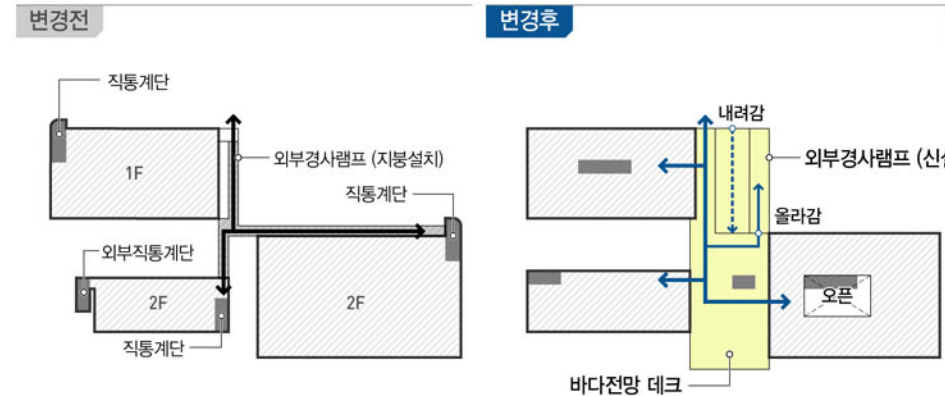 변경전
직통계단
1F
외부경사램프 (지붕설치)
직통계단
외부직통계단
2F
2F
직통계단
변경후
내려감
외부경사램프 (신
올라감
오픈
바다전망 데크